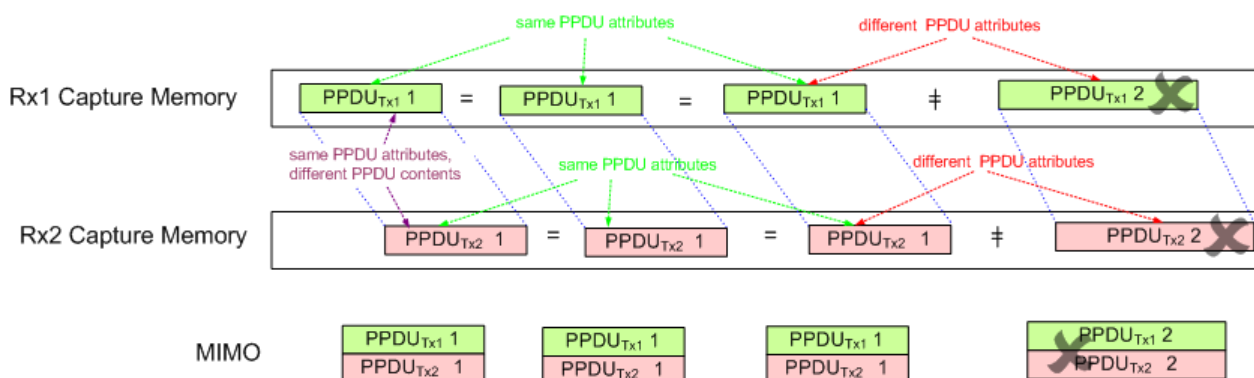 same PPDU attributes
different PPDU attributes
Rx1 Capture Memory
PPDUTx1 1 = PPDUTx1 1 = PPDUTx1 1 ǂ PPDUTx1 2
same PPDU attributes,
different PPDU contents
same PPDU attributes
different PPDU attributes
Rx2 Capture Memory
PPDUTx2 1 = PPDUTx2 1 = PPDUTx2 1 ǂ PPDUTx2 2
MIMO
PPDUTx1 1 PPDUTx1 1 PPDUTx1 1 PPDUTx1 2
PPDUTx2 1 PPDUTx2 1 PPDUTx2 1 PPDUTx2 2